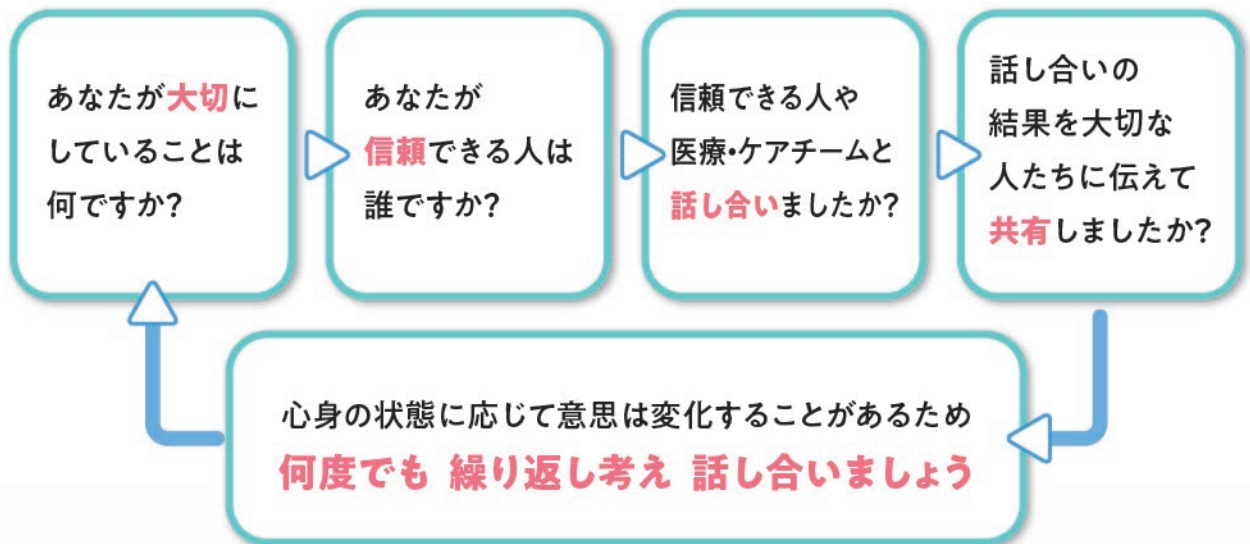 あなたが大切に
していることは
何ですか?
あなたが
信頼できる人は
誰ですか?
信頼できる人や
医療・ケアチームと
話し合いましたか?
話し合いの
結果を大切な
人たちに伝えて
共有しましたか?
心身の状態に応じて意思は変化することがあるため
何度でも 繰り返し考え 話し合いましょう